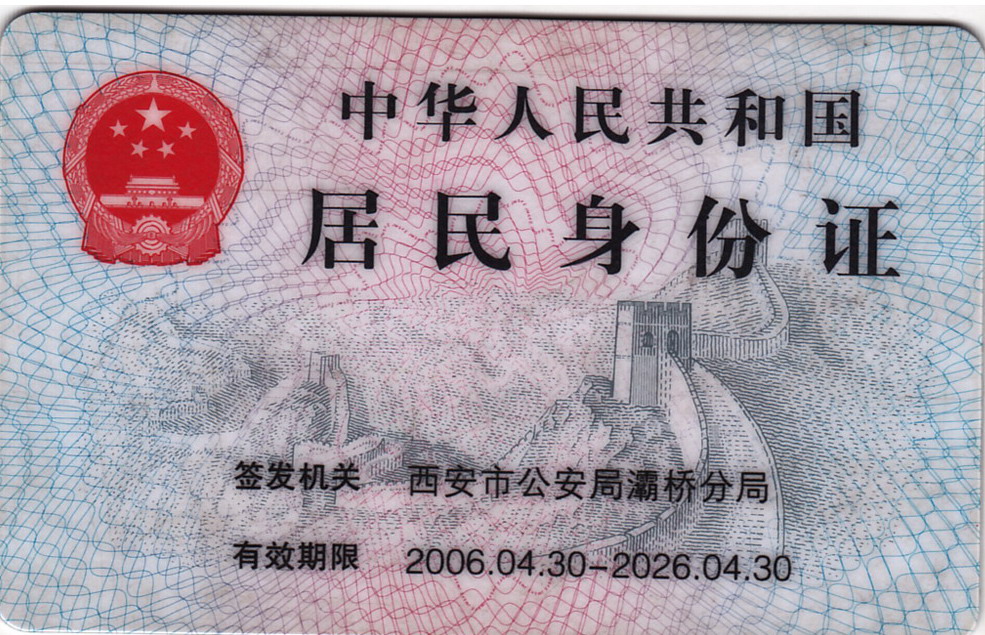 中华人民共和国
居民身份证
签发机关 西安市公安局灞桥分局
有效期限 2006.04.30-2026.04.30